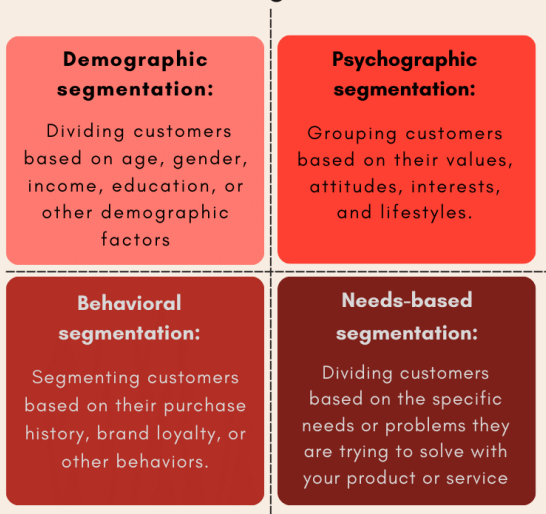 Demographic
segmentation:
Dividing customers
based on age, gender,
income, education, or
other demographic
factors
Psychographic
segmentation:
Grouping customers
based on their values,
attitudes, interests,
and lifestyles.
Behavioral
segmentation:
Segmenting customers
based on their purchase
history, brand loyalty, or
other behaviors.
Needs-based
segmentation:
Dividing customers
based on the specific
needs or problems they
are trying to solve with
your product or service